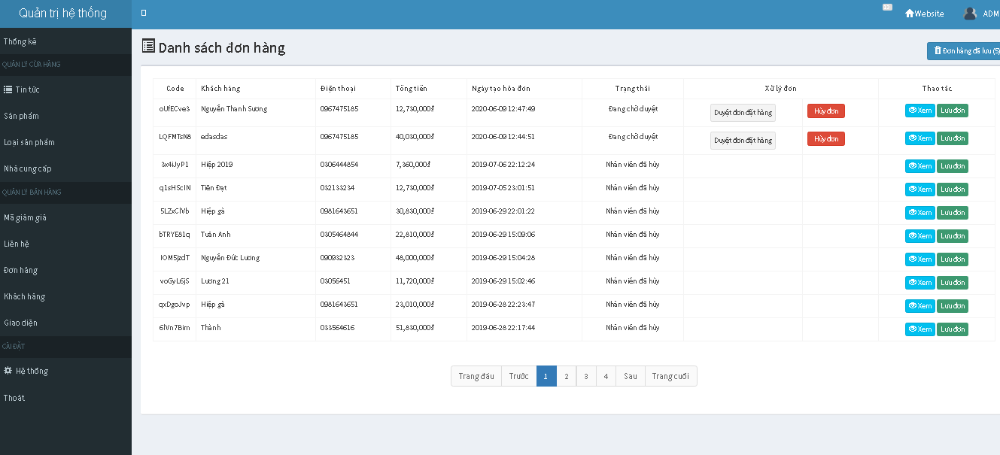 Quản trị hệ thống
15
Website
ADM
Thống kê
QUẢN LÝ CỬA HÀNG
Tin tức
Sản phẩm
Loại sản phẩm
Nhà cung cấp
QUẢN LÝ BÁN HÀNG
Mã giảm giá
Liên hệ
Đơn hàng
Khách hàng
Giao diện
CÀI ĐẶT
Hệ thống
Thoát
Danh sách đơn hàng
Đơn hàng đã lưu (5)
Code Khách hàng Điện thoại Tổng tiền Ngày tạo hóa đơn Trạng thái Xử lý đơn Thao tác
oUfECve3 Nguyễn Thanh Sương 0967475185 12,730,000₫ 2020-06-09 12:47:49 Đang chờ duyệt Duyệt đơn đặt hàng Hủy đơn Xem Lưu đơn
LQFMTsN8 edasdas 0967475185 40,030,000₫ 2020-06-09 12:44:51 Đang chờ duyệt Duyệt đơn đặt hàng Hủy đơn Xem Lưu đơn
3x4iJyP1 Hiệp 2019 0306444854 7,360,000₫ 2019-07-06 22:12:24 Nhân viên đã hủy Xem Lưu đơn
Tiến Đạt 032133234 12,730,000₫ 2019-07-05 23:01:51 Nhân viên đã hủy Xem Lưu đơn
5LZxClVb Hiệp gà 0981643651 30,830,000₫ 2019-06-29 22:01:22 Nhân viên đã hủy Xem Lưu đơn
bTRYE81q Tuấn Anh 0305464844 22,810,000₫ 2019-06-29 15:09:06 Nhân viên đã hủy Xem Lưu đơn
Nguyễn Đức Lương 090932323 48,000,000₫ 2019-06-29 15:04:28 Nhân viên đã hủy Xem Lưu đơn
voGyL6jS Lương 21 03056451 11,720,000₫ 2019-06-29 15:02:46 Nhân viên đã hủy Xem Lưu đơn
qxDgoJvp Hiệp gà 0981643651 23,010,000₫ 2019-06-28 22:23:47 Nhân viên đã hủy Xem Lưu đơn
6lVn7Bim Thành 033564616 51,830,000₫ 2019-06-28 22:17:44 Nhân viên đã hủy Xem Lưu đơn
Trang đầu Trước 1 2 3 4 Sau Trang cuối